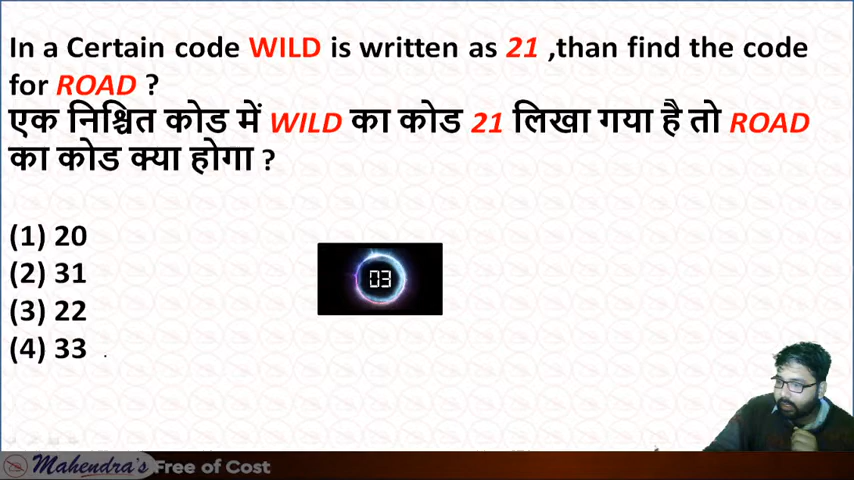 In a Certain code WILD is written as 21 ,than find the code
for ROAD ?
एक निश्चित कोड में WILD का कोड 21 लिखा गया है तो ROAD
का कोड क्या होगा ?
(1) 20
(2) 31
(3) 22
(4) 33
03
Mahendra's Free of Cost